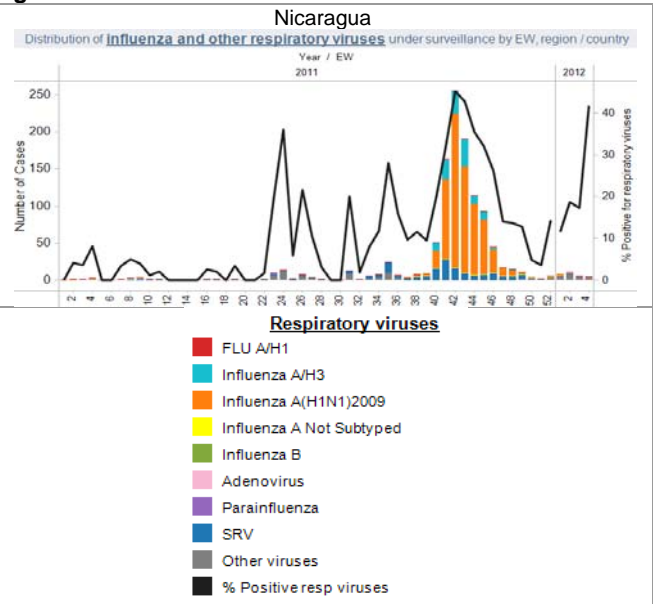 Nicaragua
Distribution of influenza and other respiratory viruses under surveillance by EW, region / country
Year / EW
2011 2012
250
200
150
100
50
0
Number of Cases
40
30
20
10
0
% Positive for respiratory viruses
2 4 6 8 10 12 14 16 18 20 22 24 26 28 30 32 34 36 38 40 42 44 46 48 50 52 2 4
Respiratory viruses
FLU A/H1
Influenza A/H3
Influenza A(H1N1)2009
Influenza A Not Subtyped
Influenza B
Adenovirus
Parainfluenza
SRV
Other viruses
% Positive resp viruses